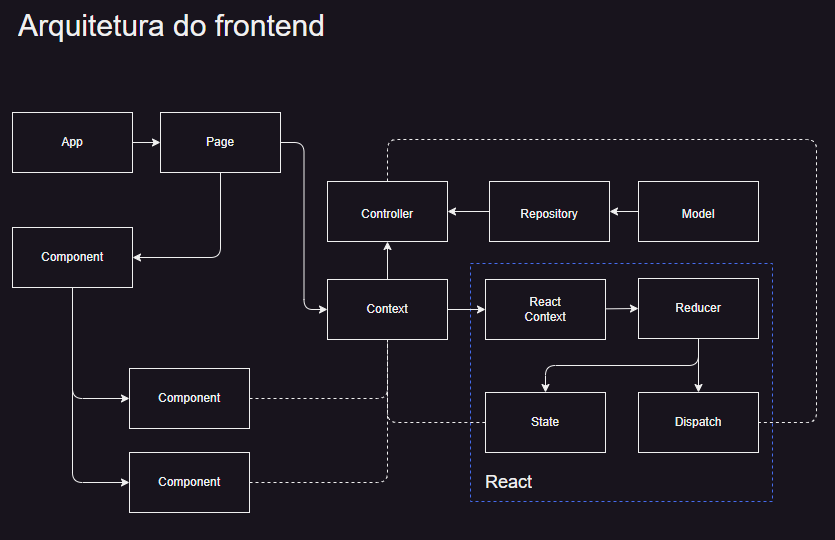 Arquitetura do frontend
App
Page
Controller
Repository
Model
Component
Context
React
Context
Reducer
Component
State
Dispatch
Component
React